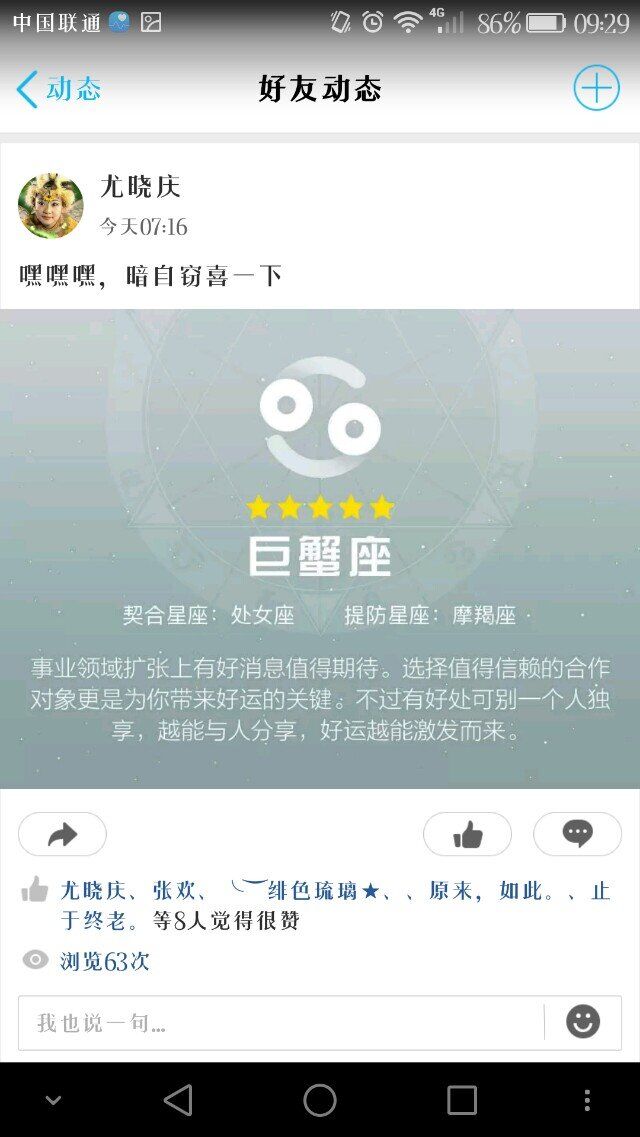 中国联通 4G 86% 09:29
动态 好友动态
尤晓庆
今天07:16
嘿嘿嘿，暗自窃喜一下
巨蟹座
契合星座：处女座 提防星座：摩羯座
事业领域扩张上有好消息值得期待。选择值得信赖的合作
对象更是为你带来好运的关键。不过有好处可别一个人独
享，越能与人分享，好运越能激发而来。
尤晓庆、张欢、╰︶绯色琉璃★、、原来，如此。、止
于终老。等8人觉得很赞
浏览63次
我也说一句...